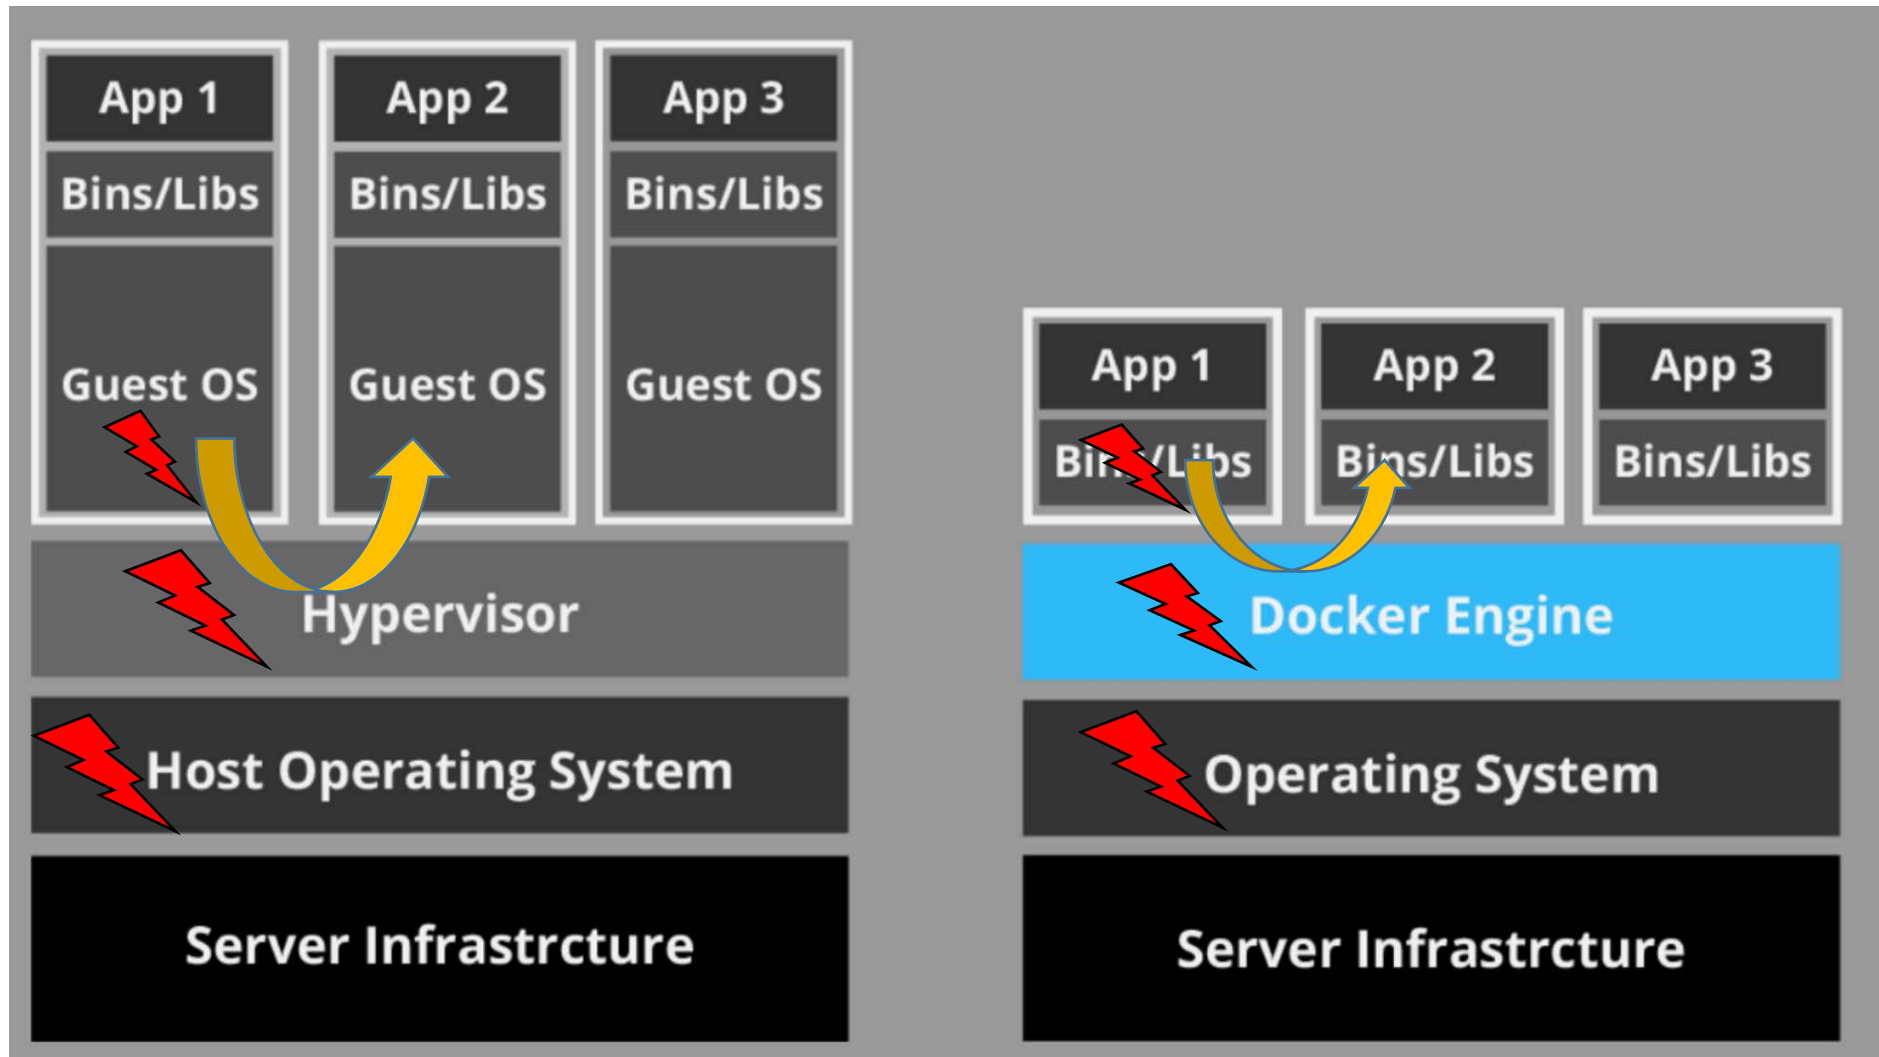 App 1
Bins/Libs
Guest OS
App 2
Bins/Libs
Guest OS
App 3
Bins/Libs
Guest OS
Hypervisor
Host Operating System
Server Infrastrcture
App 1
Bins/Libs
App 2
Bins/Libs
App 3
Bins/Libs
Docker Engine
Operating System
Server Infrastrcture